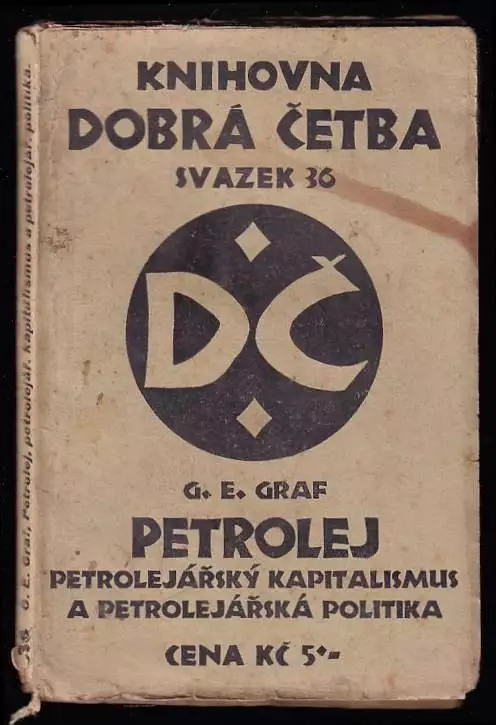 KNIHOVNA
DOBRÁ ČETBA
SVAZEK 36
DČ
G. E. GRAF
PETROLEJ
PETROLEJÁŘSKÝ KAPITALISMUS
A PETROLEJÁŘSKÁ POLITIKA
CENA KČ 5·-
36 G. E. Graf, Petrolej, petrolejář. kapitalismus a petrolejář. politika.